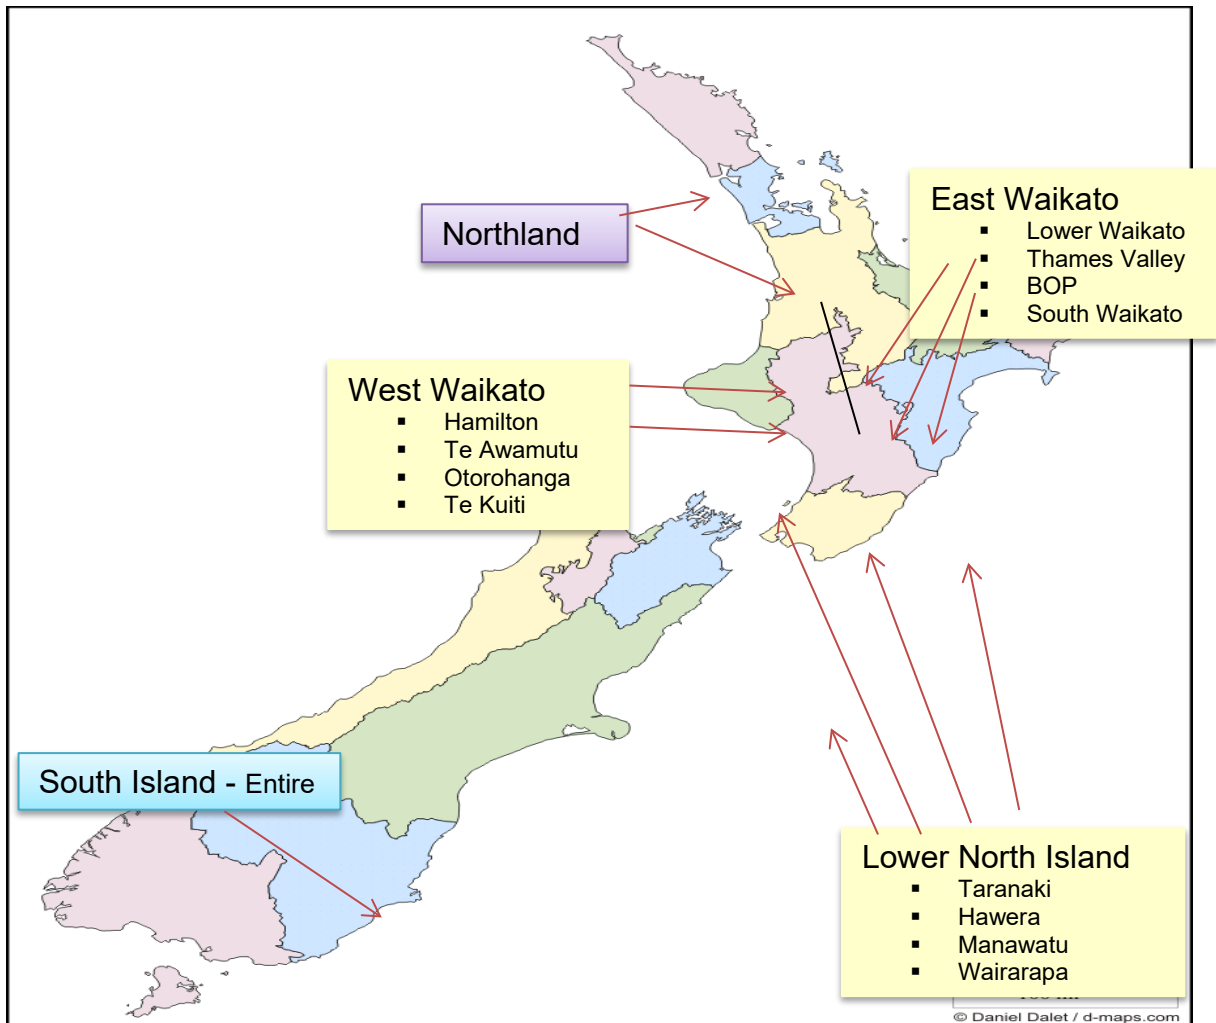 Northland
East Waikato
▪ Lower Waikato
▪ Thames Valley
▪ BOP
▪ South Waikato
West Waikato
▪ Hamilton
▪ Te Awamutu
▪ Otorohanga
▪ Te Kuiti
South Island - Entire
Lower North Island
▪ Taranaki
▪ Hawera
▪ Manawatu
▪ Wairarapa
© Daniel Dalet / d-maps.com